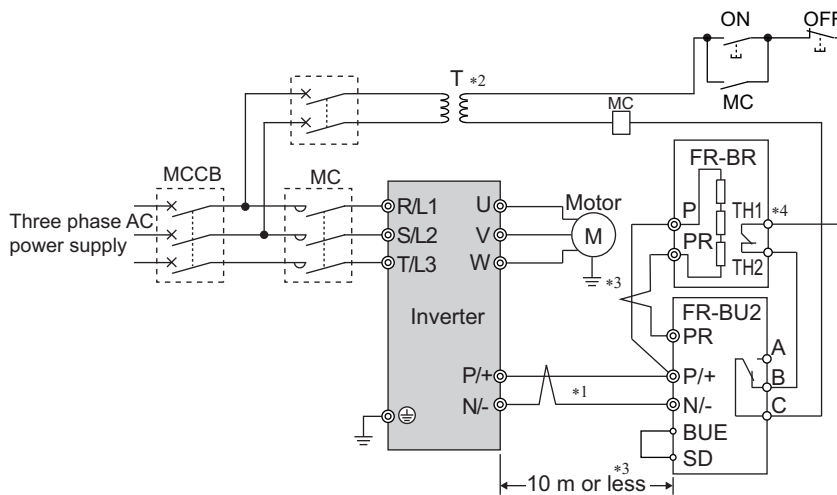 ON
OFF
T *2
MC
MC
FR-BR
MCCB
MC
P
TH1
*4
R/L1
U
Motor
Three phase AC
power supply
S/L2
V
M
PR
T/L3
W
TH2
*3
FR-BU2
Inverter
PR
A
P/+
P/+
B
*1
N/-
N/-
C
BUE
SD
*3
10 m or less